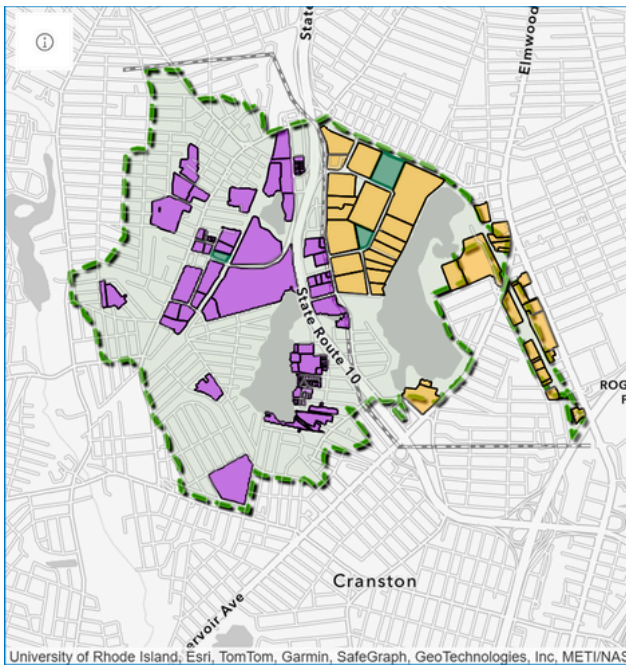 State
Elmwood
State Route 10
ROG
P
Cranston
ervoir Ave
University of Rhode Island, Esri, TomTom, Garmin, SafeGraph, GeoTechnologies, Inc, METI/NAS